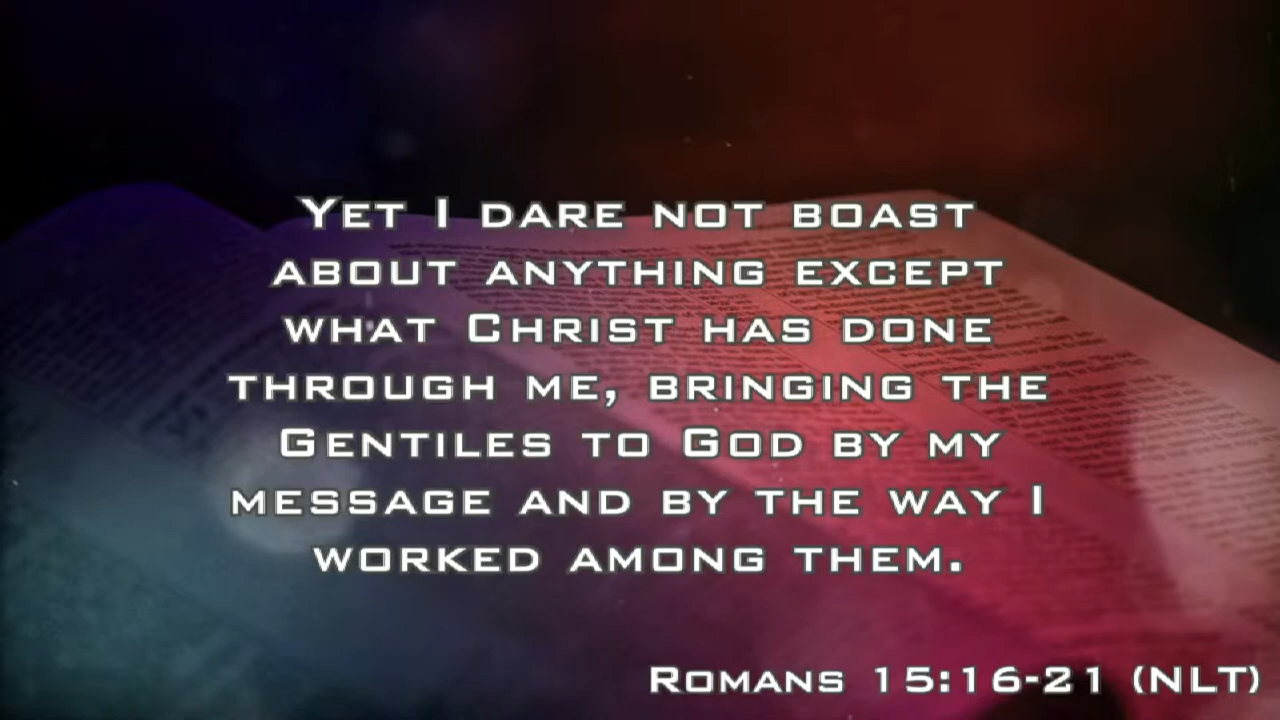 Yet I dare not boast
about anything except
what Christ has done
through me, bringing the
Gentiles to God by my
message and by the way I
worked among them.
Romans 15:16-21 (NLT)